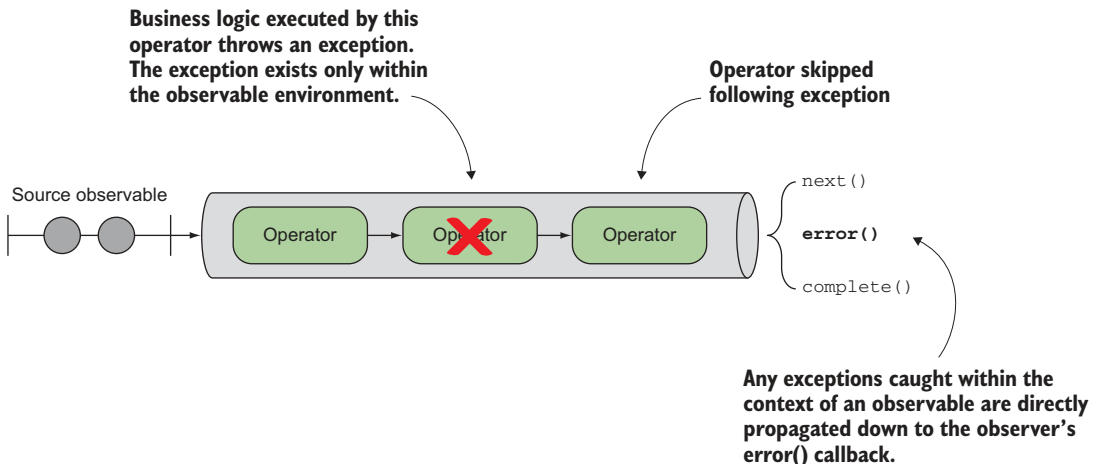 Business logic executed by this
operator throws an exception.
The exception exists only within
the observable environment.
Operator skipped
following exception
Source observable
Operator
Operator
Operator
next()
error()
complete()
Any exceptions caught within the
context of an observable are directly
propagated down to the observer's
error() callback.